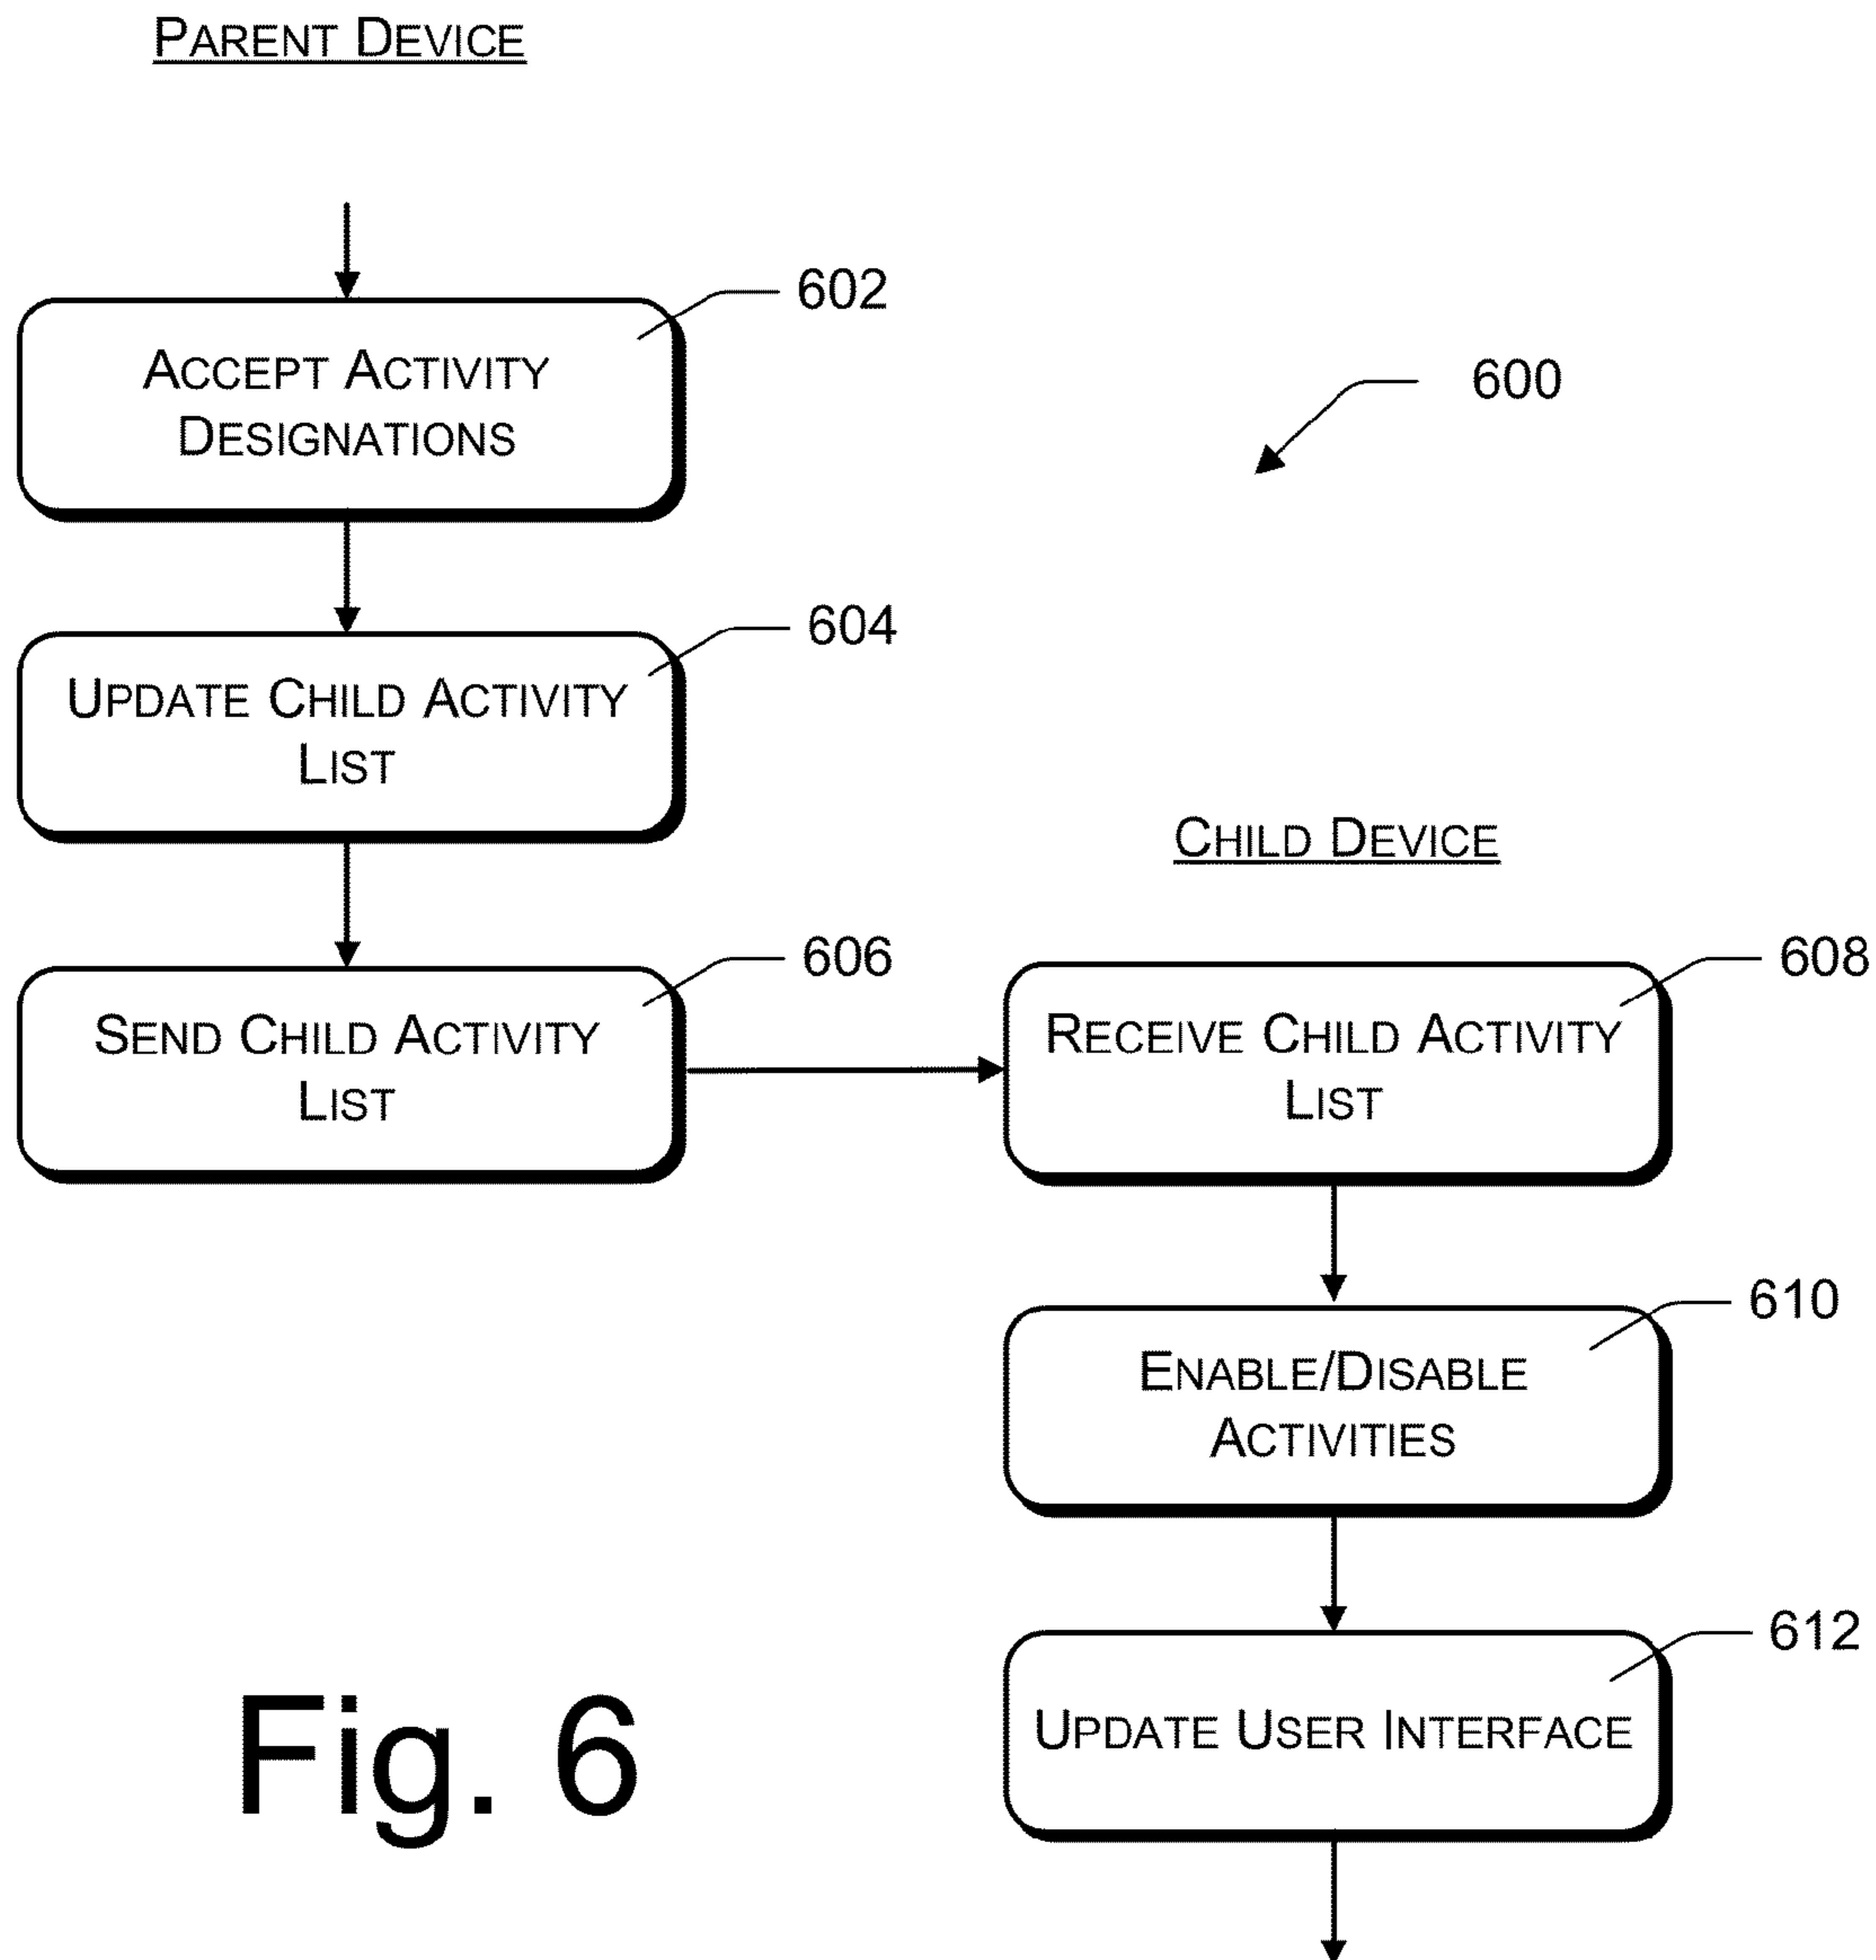 PARENT DEVICE
602
ACCEPT ACTIVITY
DESIGNATIONS
600
604
UPDATE CHILD ACTIVITY
LIST
CHILD DEVICE
606
SEND CHILD ACTIVITY
LIST
608
RECEIVE CHILD ACTIVITY
LIST
610
ENABLE/DISABLE
ACTIVITIES
612
UPDATE USER INTERFACE
Fig. 6